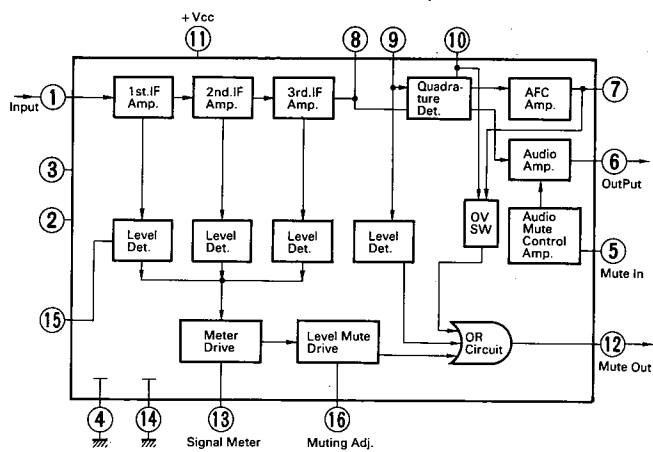 +Vcc
11
8
9
10
1
Input
1st.IF
Amp.
2nd.IF
Amp.
3rd.IF
Amp.
Quadra-
ture
Det.
AFC
Amp.
7
3
Audio
Amp.
6
OutPut
2
Level
Det.
Level
Det.
Level
Det.
Level
Det.
OV
SW
Audio
Mute
Control
Amp.
5
Mute In
15
Meter
Drive
Level Mute
Drive
OR
Circuit
12
Mute Out
4
14
13
16
Signal Meter
Muting Adj.